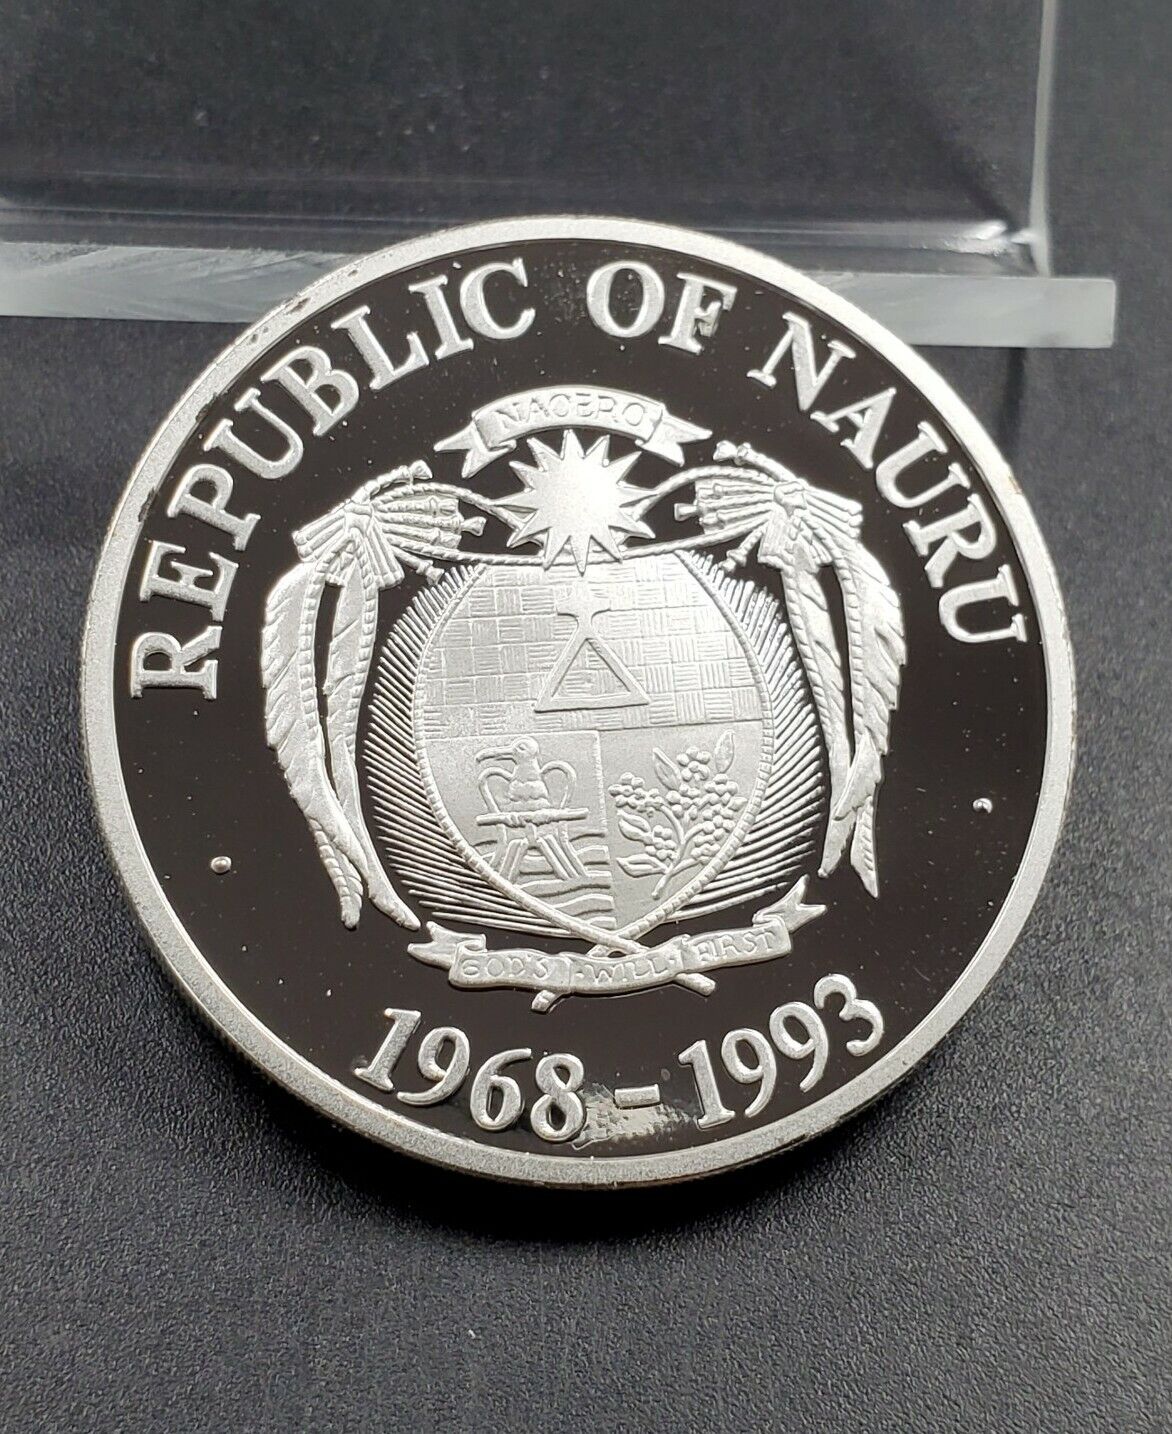 REPUBLIC OF NAURU
NAOERO
GOD'S · WILL · FIRST
1968-1993